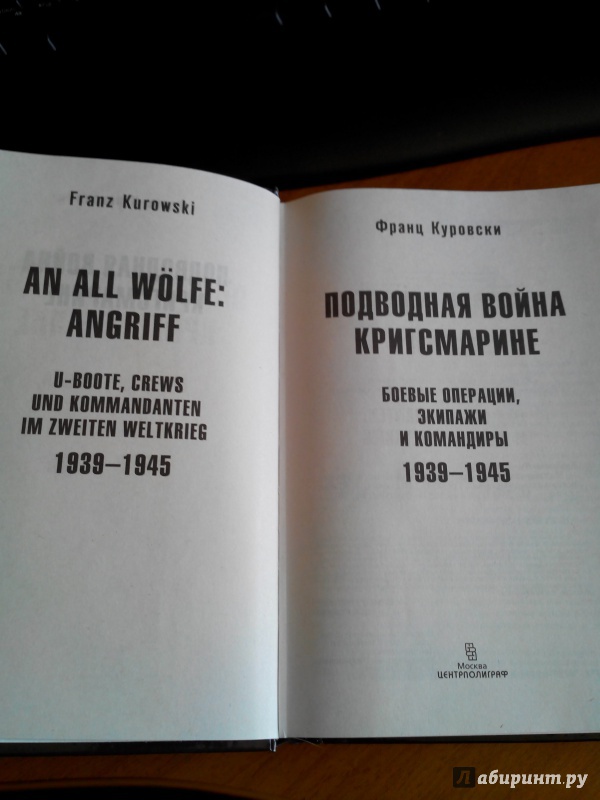 Franz Kurowski
AN ALL WÖLFE:
ANGRIFF
U-BOOTE, CREWS
UND KOMMANDANTEN
IM ZWEITEN WELTKRIEG
1939–1945
Франц Куровски
ПОДВОДНАЯ ВОЙНА
КРИГСМАРИНЕ
БОЕВЫЕ ОПЕРАЦИИ,
ЭКИПАЖИ
И КОМАНДИРЫ
1939–1945
Москва
ЦЕНТРПОЛИГРАФ
лабиринт.ру